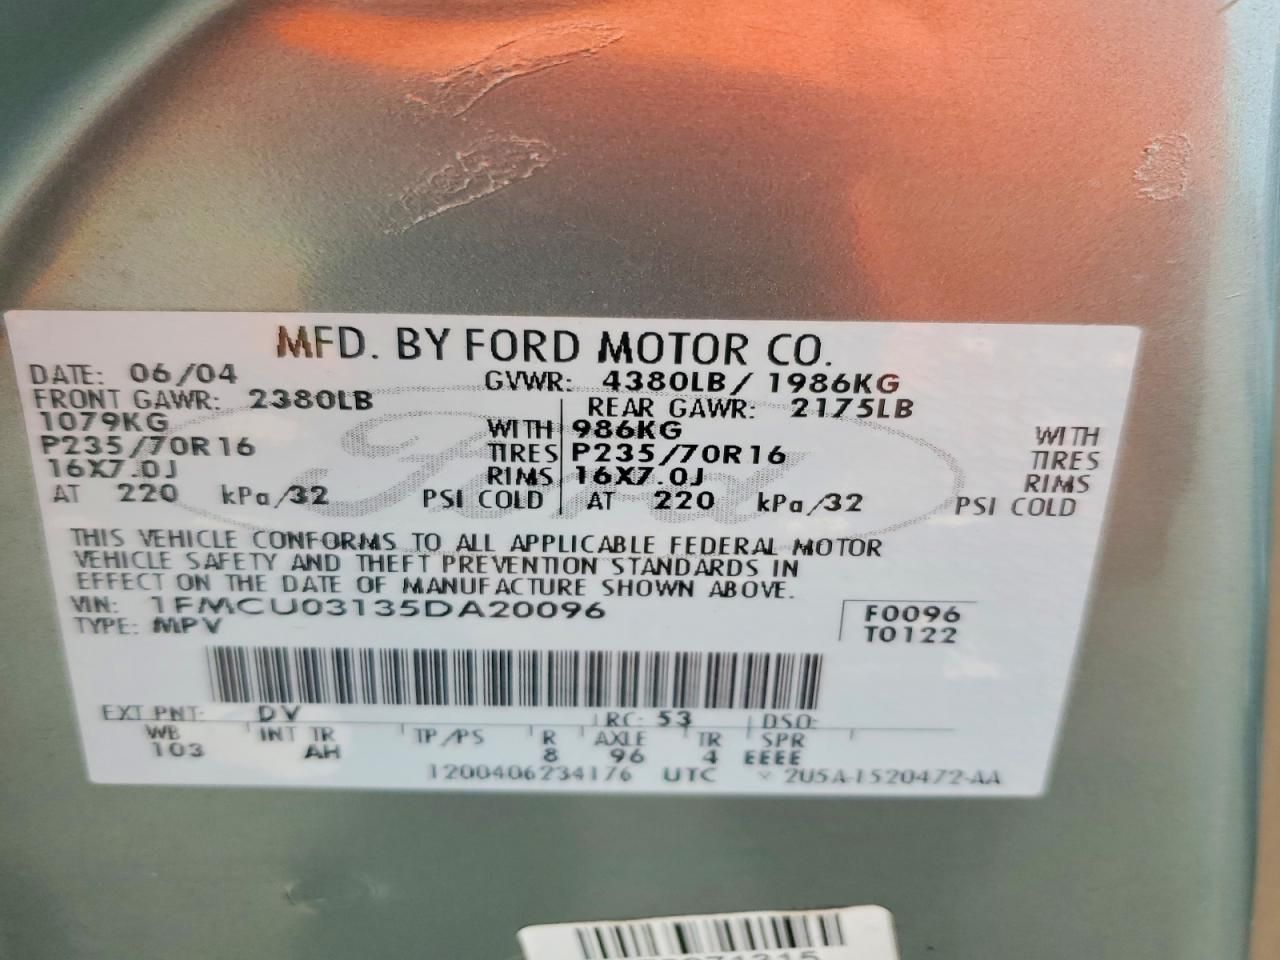 MFD. BY FORD MOTOR CO.
DATE: 06/04 GVWR: 4380LB/ 1986KG
FRONT GAWR: 2380LB REAR GAWR: 2175LB
1079KG WITH 986KG WITH
P235/70R16 TIRES P235/70R16 TIRES
16X7.0J RIMS 16X7.0J RIMS
AT 220 kPa/32 PSI COLD AT 220 kPa/32 PSI COLD
Ford
THIS VEHICLE CONFORMS TO ALL APPLICABLE FEDERAL MOTOR
VEHICLE SAFETY AND THEFT PREVENTION STANDARDS IN
EFFECT ON THE DATE OF MANUFACTURE SHOWN ABOVE.
VIN: 1FMCU03135DA20096 F0096
TYPE: MPV T0122
EXT PNT: DV RC: 53 DSO:
WB INT TR TP/PS R AXLE TR SPR
103 AH 8 96 4 EEEE
1200406234176 UTC 2U5A-1520472-AA